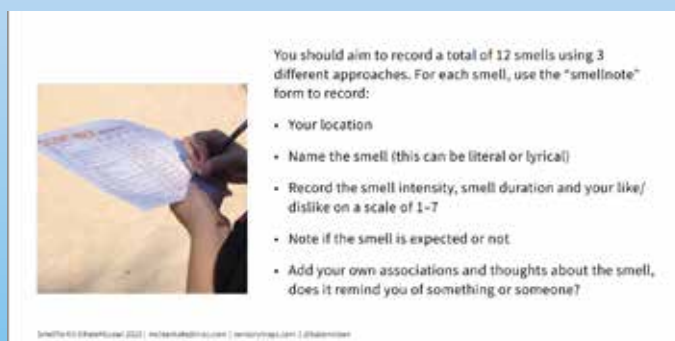 You should aim to record a total of 12 smells using 3
different approaches. For each smell, use the "smellnote"
form to record:
• Your location
• Name the smell (this can be literal or lyrical)
• Record the smell intensity, smell duration and your like/
dislike on a scale of 1–7
• Note if the smell is expected or not
• Add your own associations and thoughts about the smell,
does it remind you of something or someone?
| sensorymaps.com |